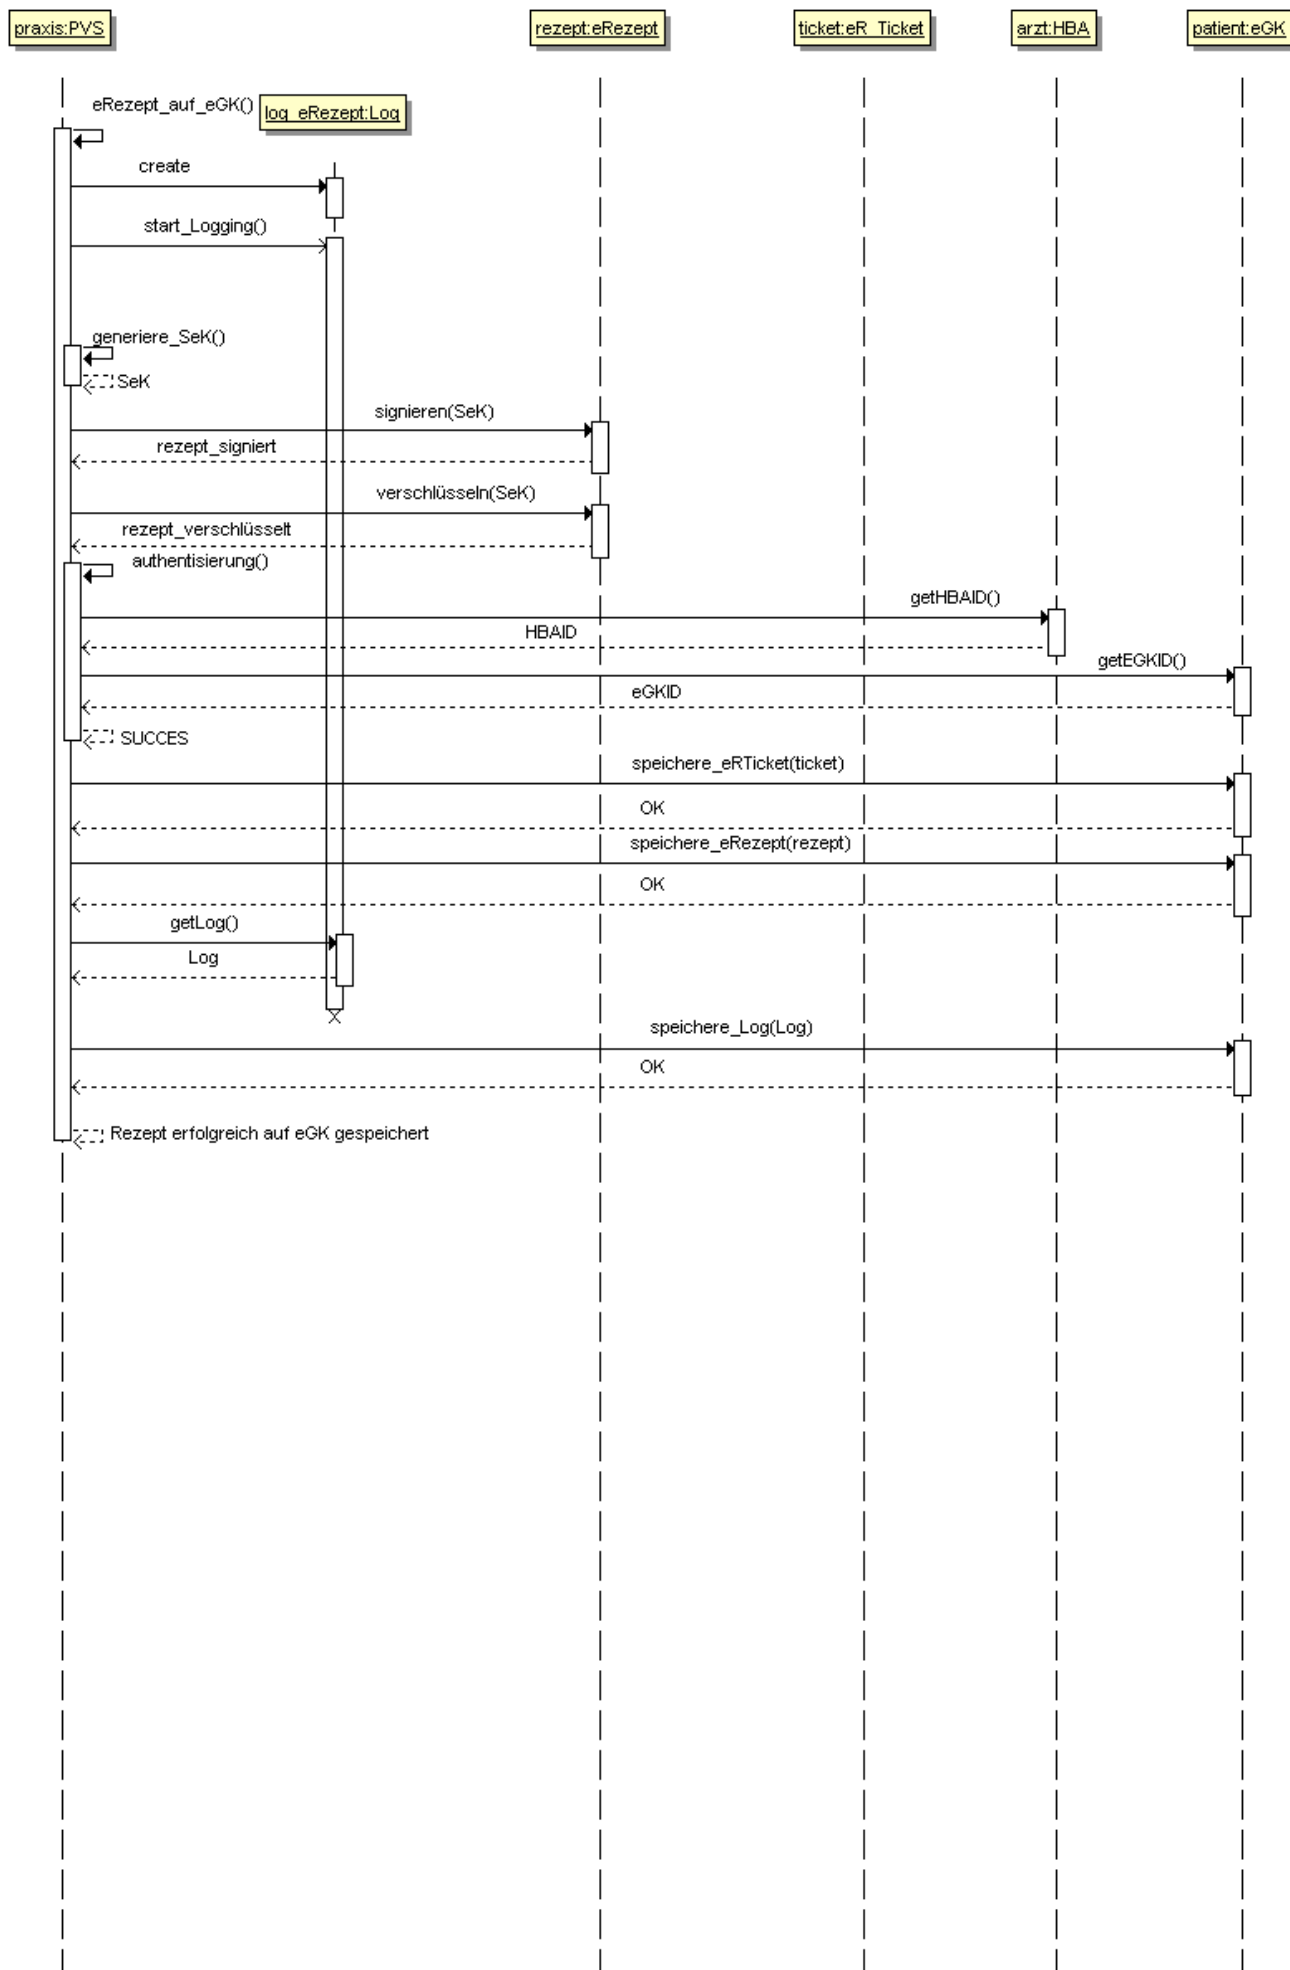 praxis:PVS
rezept:eRezept
ticket:eR_Ticket
arzt:HBA
patient:eGK
eRezept_auf_eGK()
log_eRezept:Log
create
start_Logging()
generiere_SeK()
SeK
signieren(SeK)
rezept_signiert
verschlüsseln(SeK)
rezept_verschlüsselt
authentisierung()
getHBAID()
HBAID
getEGKID()
eGKID
SUCCES
speichere_eRTicket(ticket)
OK
speichere_eRezept(rezept)
OK
getLog()
Log
speichere_Log(Log)
OK
Rezept erfolgreich auf eGK gespeichert